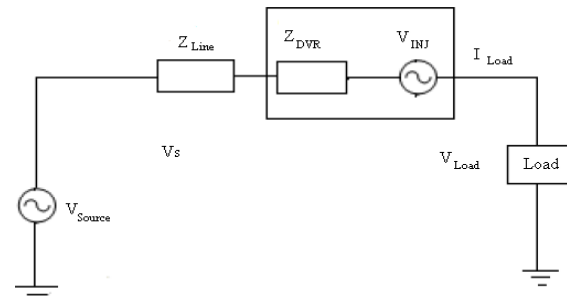 Z Line
Z DVR
V INJ
I Load
Vs
V Load
Load
V Source